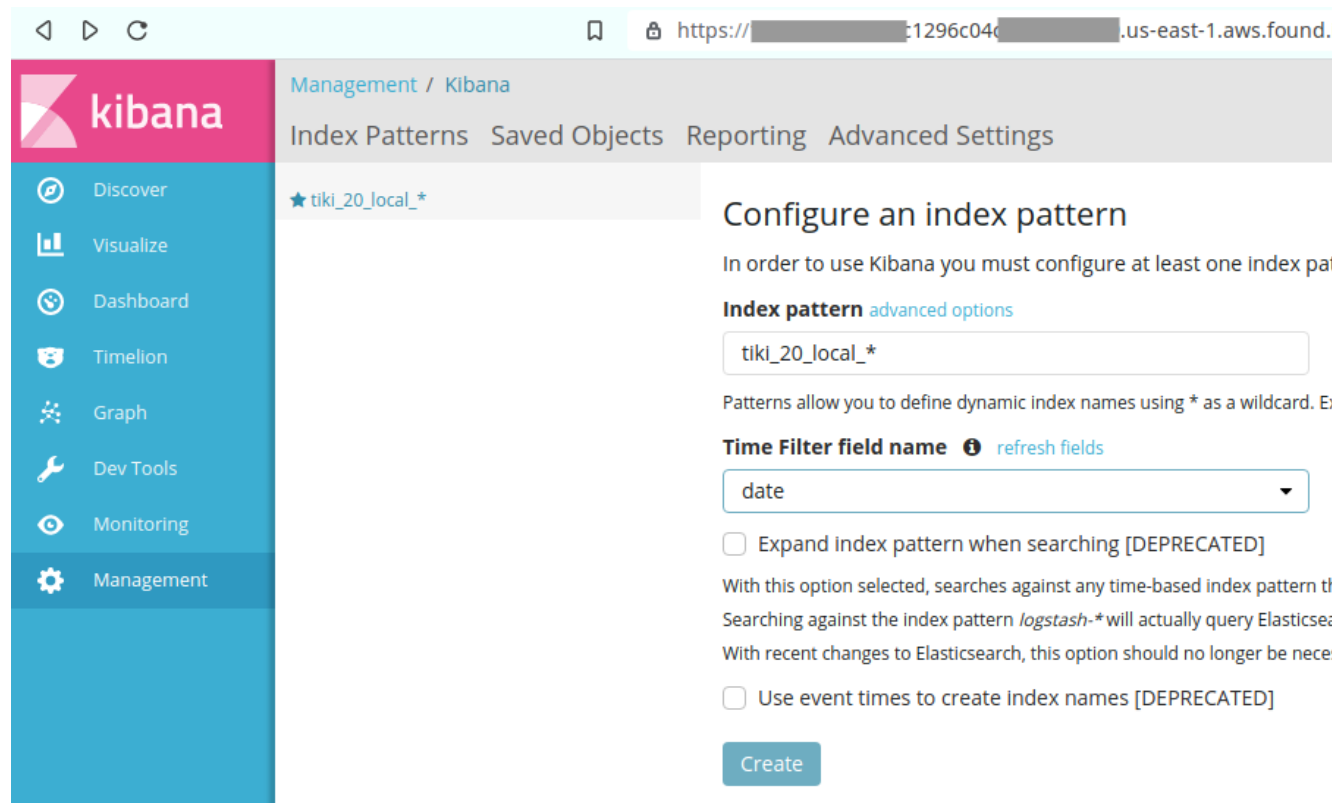 https:// c1296c04 .us-east-1.aws.found.
kibana
Management / Kibana
Index Patterns Saved Objects Reporting Advanced Settings
Discover
Visualize
Dashboard
Timelion
Graph
Dev Tools
Monitoring
Management
tiki_20_local_*
Configure an index pattern
In order to use Kibana you must configure at least one index
Index pattern advanced options
tiki_20_local_*
Patterns allow you to define dynamic index names using * as a wildcard.
Time Filter field name refresh fields
date
Expand index pattern when searching [DEPRECATED]
With this option selected, searches against any time-based index pattern
Searching against the index pattern logstash-* will actually query
With recent changes to Elasticsearch, this option should no longer be
Use event times to create index names [DEPRECATED]
Create